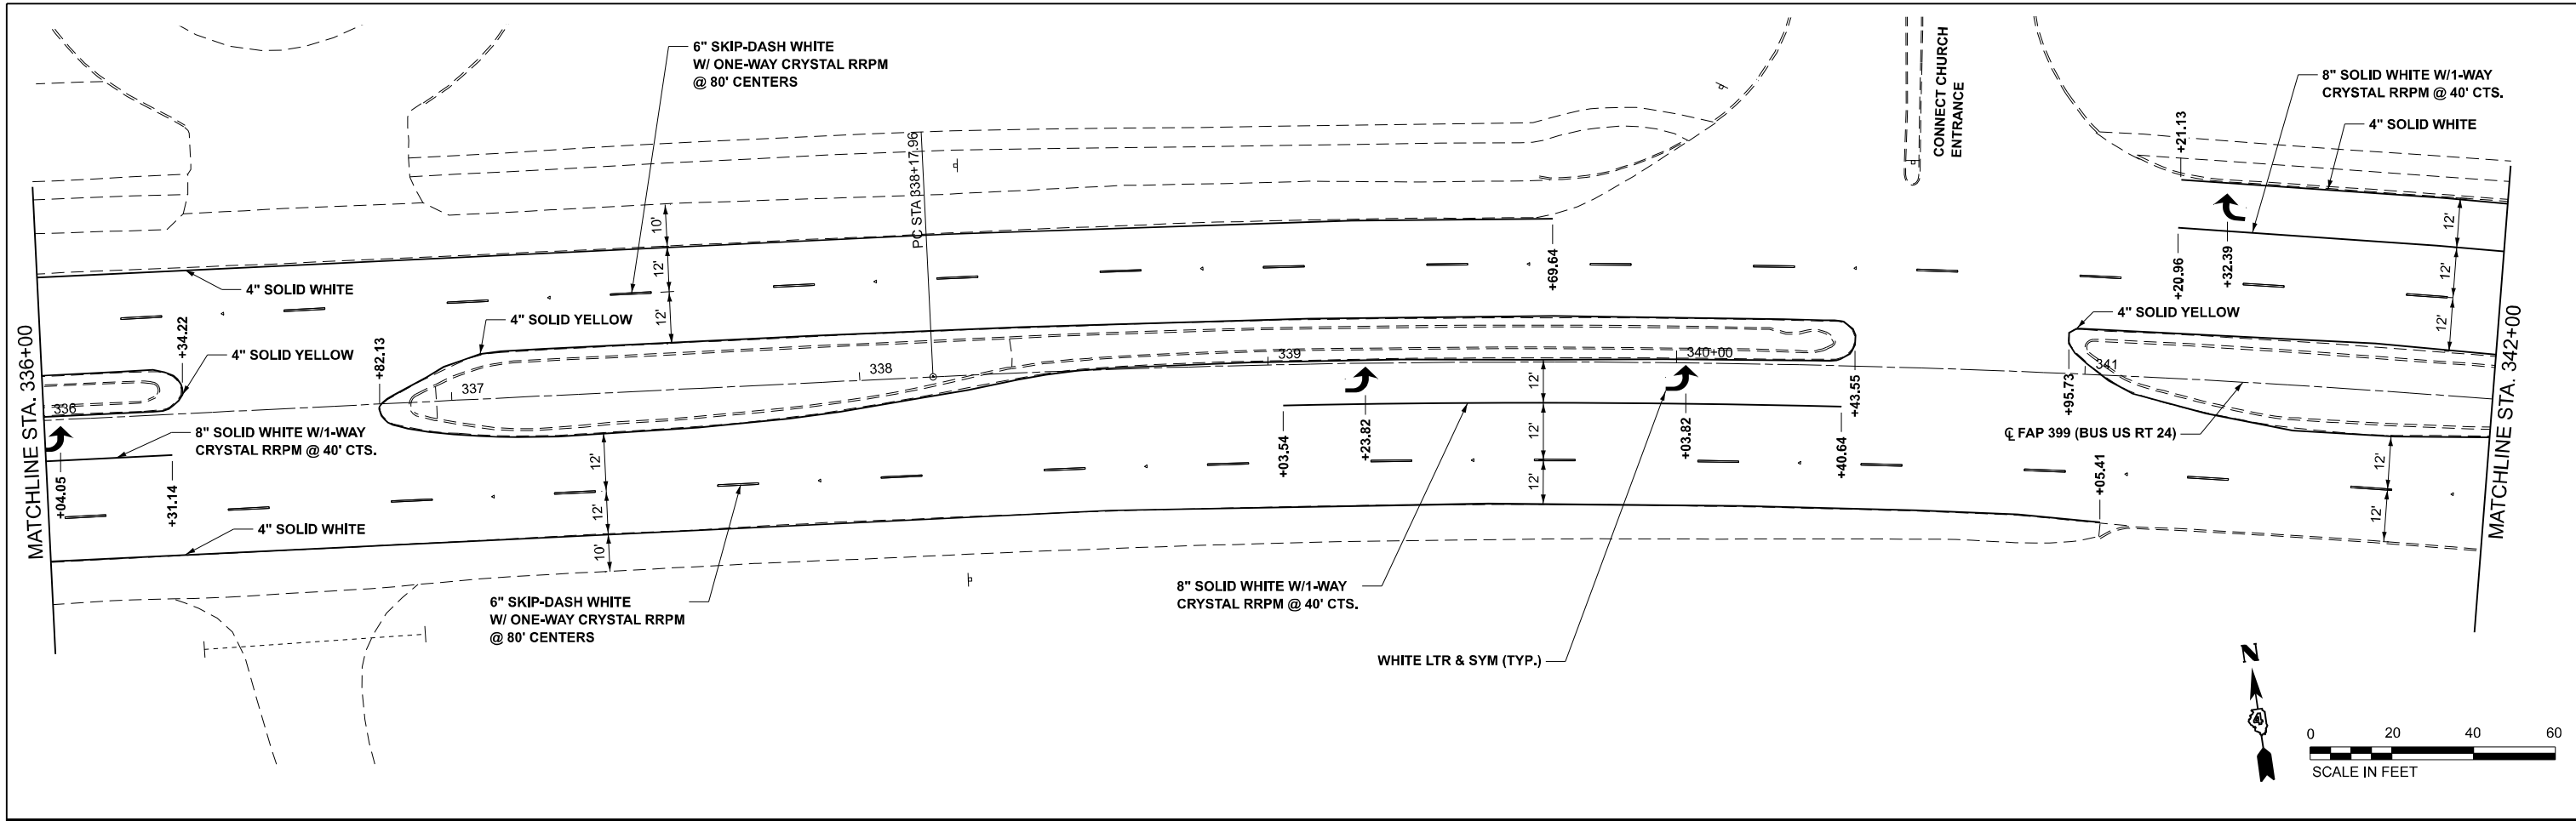 6" SKIP-DASH WHITE
W/ ONE-WAY CRYSTAL RRPM
@ 80' CENTERS
CONNECT CHURCH
ENTRANCE
8" SOLID WHITE W/1-WAY
CRYSTAL RRPM @ 40' CTS.
4" SOLID WHITE
+21.13
PC STA 338+17.96
10'
12'
12'
4" SOLID WHITE
4" SOLID YELLOW
+69.64
+20.96
+32.39
12'
12'
12'
4" SOLID YELLOW
MATCHLINE STA. 336+00
+34.22
4" SOLID YELLOW
+82.13
336
337
338
339
340+00
341
+43.55
+95.73
MATCHLINE STA. 342+00
8" SOLID WHITE W/1-WAY
CRYSTAL RRPM @ 40' CTS.
+04.05
+31.14
12'
12'
10'
+03.54
+23.82
12'
12'
12'
+03.82
+40.64
℄ FAP 399 (BUS US RT 24)
+05.41
12'
12'
4" SOLID WHITE
6" SKIP-DASH WHITE
W/ ONE-WAY CRYSTAL RRPM
@ 80' CENTERS
8" SOLID WHITE W/1-WAY
CRYSTAL RRPM @ 40' CTS.
WHITE LTR & SYM (TYP.)
N
4
0 20 40 60
SCALE IN FEET